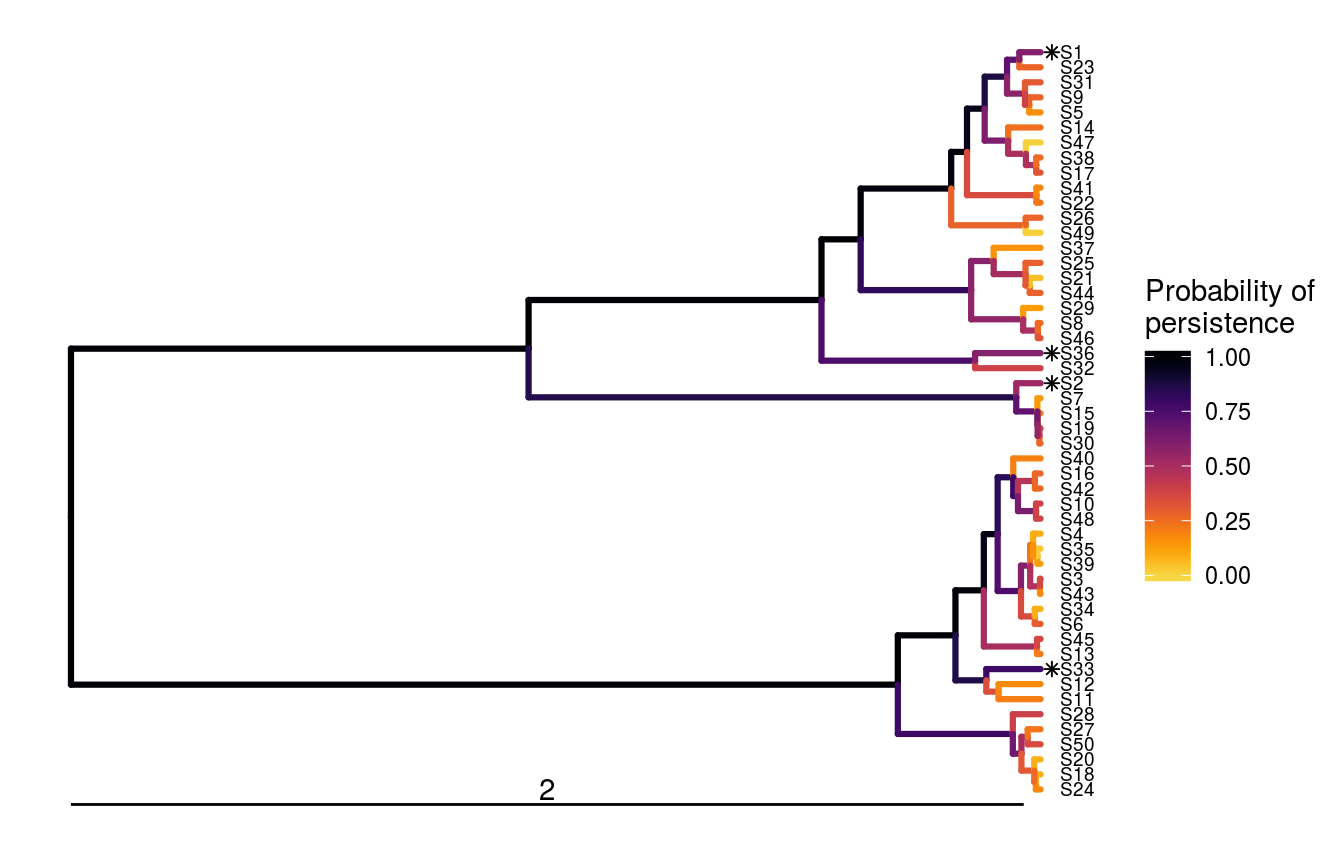 ✳S1
S23
S31
S9
S5
S14
S47
S38
S17
S41
S22
S26
S49
S37
S25
S21
S44
S29
S8
S46
✳S36
S32
✳S2
S7
S15
S19
S30
S40
S16
S42
S10
S48
S4
S35
S39
S3
S43
S34
S6
S45
S13
✳S33
S12
S11
S28
S27
S50
S20
S18
S24
2
Probability of
persistence
1.00
0.75
0.50
0.25
0.00